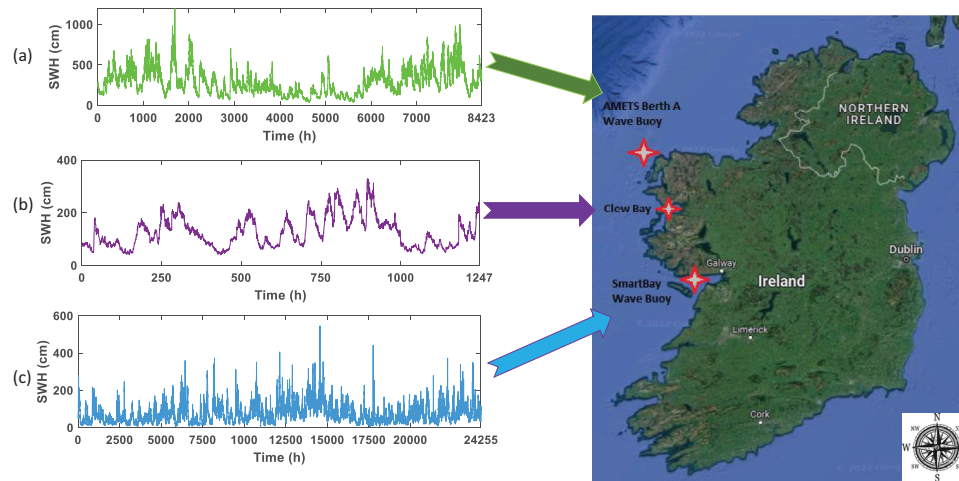 (a)
SWH (cm)
1000
500
0
0 1000 2000 3000 4000 5000 6000 7000 8423
Time (h)
(b)
SWH (cm)
400
200
0
0 250 500 750 1000 1247
Time (h)
(c)
SWH (cm)
600
400
200
0
0 2500 5000 7500 10000 12500 15000 17500 20000 24255
Time (h)
AMETS Berth A
Wave Buoy
NORTHERN
IRELAND
Clew Bay
Dublin
Galway
SmartBay
Wave Buoy
Ireland
Limerick
Cork
N
NW NE
W E
SW
S